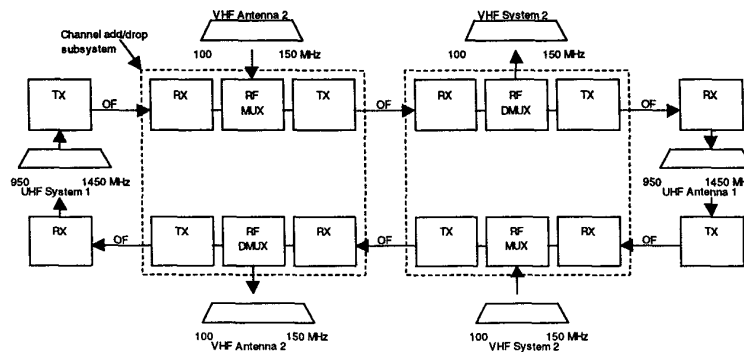 VHF Antenna 2
VHF System 2
Channel add/drop
subsystem
100 150 MHz
100 150 MHz
TX
OF
RX
RF
MUX
TX
OF
RX
RF
DMUX
TX
OF
RX
950 1450 MHz
UHF System 1
950 1450 MHz
UHF Antenna 1
RX
OF
TX
RF
DMUX
RX
OF
TX
RF
MUX
RX
OF
TX
100 150 MHz
VHF Antenna 2
100 150 MHz
VHF System 2